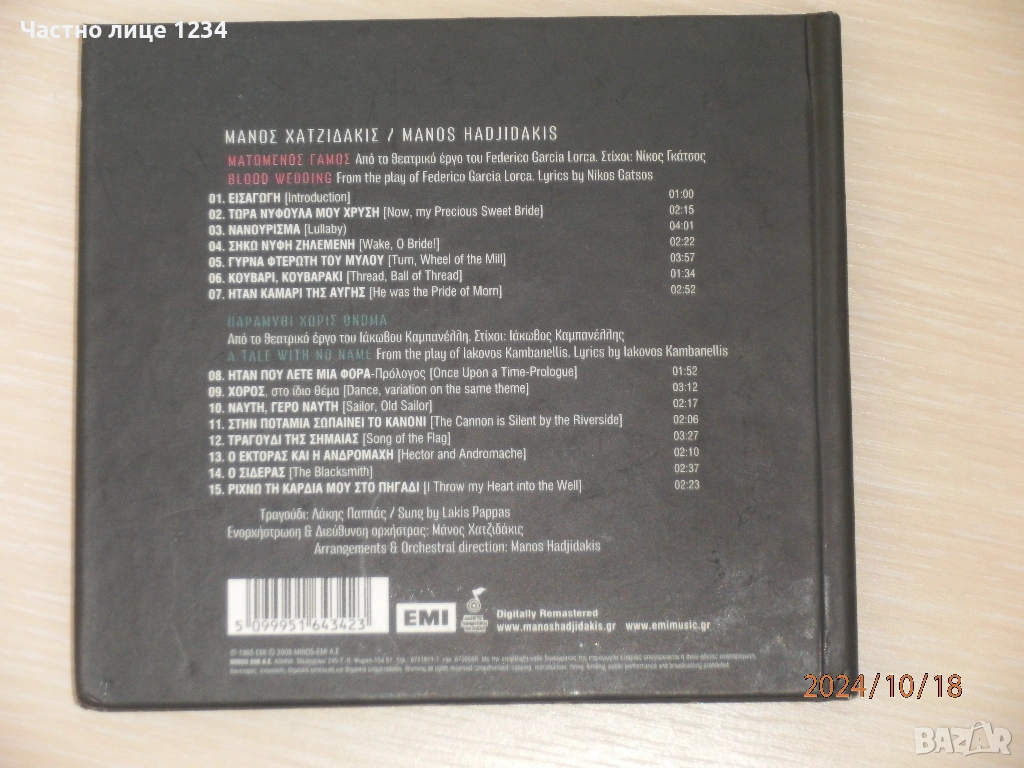 Частно лице 1234
ΜΑΝΟΣ ΧΑΤΖΙΔΑΚΙΣ / MANOS HADJIDAKIS
ΜΑΤΩΜΕΝΟΣ ΓΑΜΟΣ Από το θεατρικό έργο του Federico Garcia Lorca. Στίχοι: Νίκος Γκάτσος
BLOOD WEDDING From the play of Federico Garcia Lorca. Lyrics by Nikos Gatsos
01. ΕΙΣΑΓΩΓΗ [Introduction] 01:00
02. ΤΩΡΑ ΝΥΦΟΥΛΑ ΜΟΥ ΧΡΥΣΗ [Now, my Precious Sweet Bride] 02:15
03. ΝΑΝΟΥΡΙΣΜΑ (Lullaby) 04:01
04. ΣΗΚΩ ΝΥΦΗ ΖΗΛΕΜΕΝΗ [Wake, O Bride!] 02:22
05. ΓΥΡΝΑ ΦΤΕΡΩΤΗ ΤΟΥ ΜΥΛΟΥ [Turn, Wheel of the Mill] 03:57
06. ΚΟΥΒΑΡΙ, ΚΟΥΒΑΡΑΚΙ [Thread, Ball of Thread] 01:34
07. ΗΤΑΝ ΚΑΜΑΡΙ ΤΗΣ ΑΥΓΗΣ [He was the Pride of Morn] 02:52
ΠΑΡΑΜΥΘΙ ΧΩΡΙΣ ΟΝΟΜΑ
Από το θεατρικό έργο του Ιάκωβου Καμπανέλλη. Στίχοι: Ιάκωβος Καμπανέλλης
A TALE WITH NO NAME From the play of Iakovos Kambanellis. Lyrics by Iakovos Kambanellis
08. ΗΤΑΝ ΠΟΥ ΛΕΤΕ ΜΙΑ ΦΟΡΑ-Πρόλογος [Once Upon a Time-Prologue] 01:52
09. ΧΟΡΟΣ, στο ίδιο θέμα [Dance, variation on the same theme] 03:12
10. ΝΑΥΤΗ, ΓΕΡΟ ΝΑΥΤΗ [Sailor, Old Sailor] 02:17
11. ΣΤΗΝ ΠΟΤΑΜΙΑ ΣΩΠΑΙΝΕΙ ΤΟ ΚΑΝΟΝΙ [The Cannon is Silent by the Riverside] 02:06
12. ΤΡΑΓΟΥΔΙ ΤΗΣ ΣΗΜΑΙΑΣ [Song of the Flag] 03:27
13. Ο ΕΚΤΟΡΑΣ ΚΑΙ Η ΑΝΔΡΟΜΑΧΗ [Hector and Andromache] 02:10
14. Ο ΣΙΔΕΡΑΣ [The Blacksmith] 02:37
15. ΡΙΧΝΩ ΤΗ ΚΑΡΔΙΑ ΜΟΥ ΣΤΟ ΠΗΓΑΔΙ [I Throw my Heart into the Well] 02:23
Τραγούδι: Λάκης Παππάς / Sung by Lakis Pappas
Ενορχήστρωση & Διεύθυνση ορχήστρας: Μάνος Χατζιδάκις
Arrangements & Orchestral direction: Manos Hadjidakis
5 099951 643423
EMI
Digitally Remastered
www.manoshadjidakis.gr www.emimusic.gr
2024/10/18
BAZAR